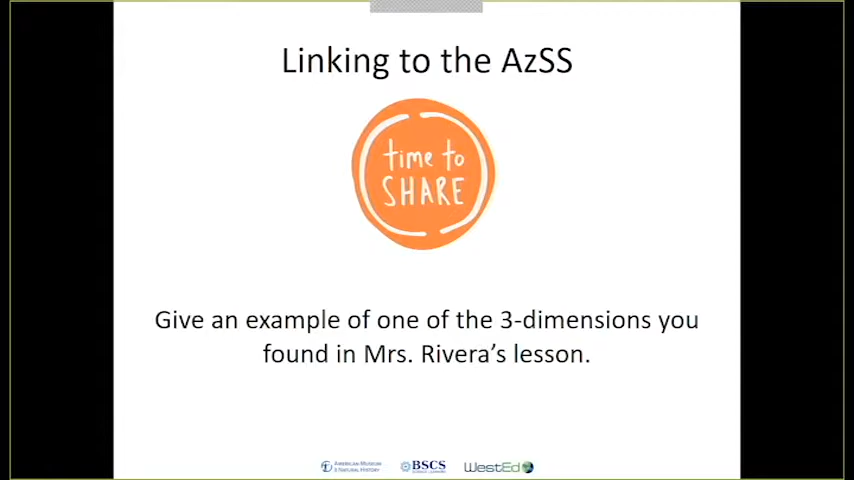 Linking to the AzSS
time to
SHARE
Give an example of one of the 3-dimensions you
found in Mrs. Rivera’s lesson.
AMERICAN MUSEUM
& NATURAL HISTORY
BSCS
WestEd